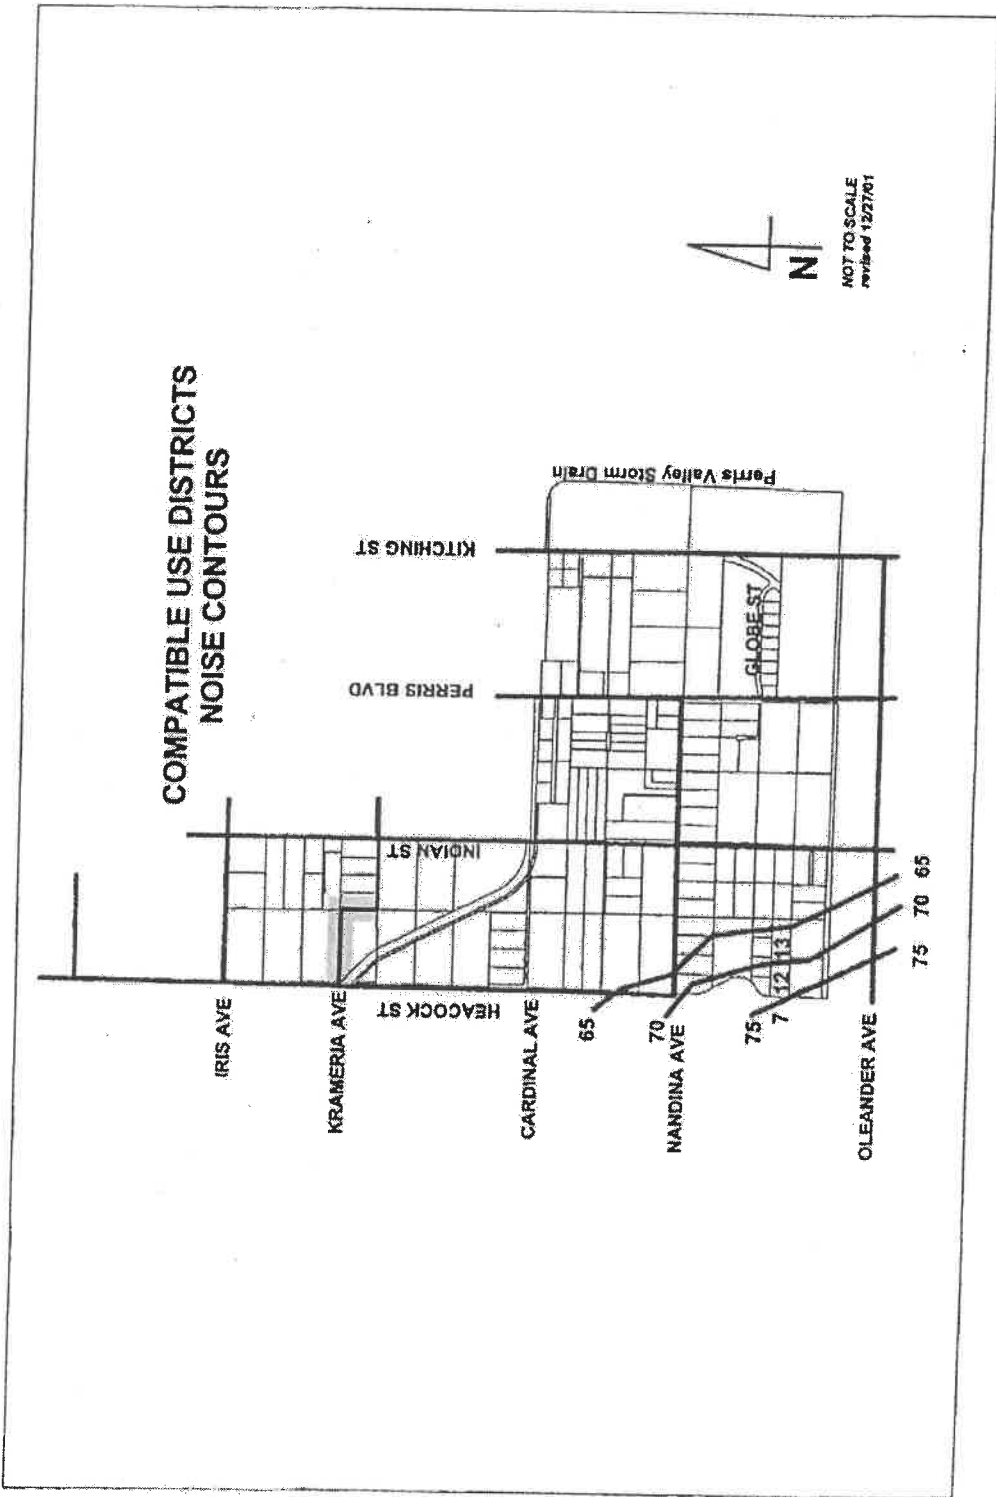 COMPATIBLE USE DISTRICTS
NOISE CONTOURS
IRIS AVE
KRAMERIA AVE
CARDINAL AVE
NANDINA AVE
OLEANDER AVE
HEACOCK ST
INDIAN ST
PERRIS BLVD
KITCHING ST
Perris Valley Storm Drain
GLOBE ST
65
70
75
7
12
13
65
70
75
N
NOT TO SCALE
revised 12/27/01